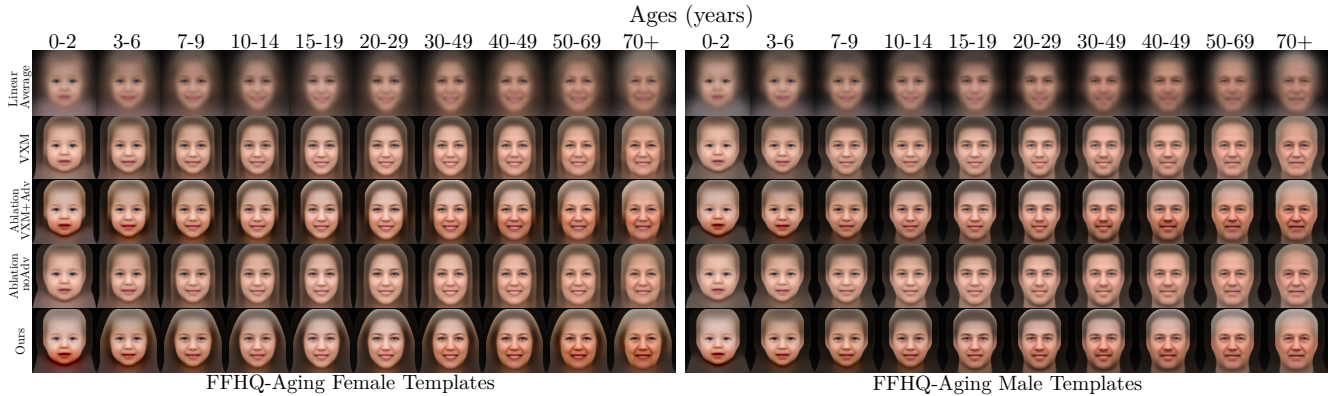 Ages (years)
0-2 3-6 7-9 10-14 15-19 20-29 30-49 40-49 50-69 70+ 0-2 3-6 7-9 10-14 15-19 20-29 30-49 40-49 50-69 70+
Linear
Average
VXM
Ablation
VXM+Adv
Ablation
noAdv
Ours
FFHQ-Aging Female Templates FFHQ-Aging Male Templates